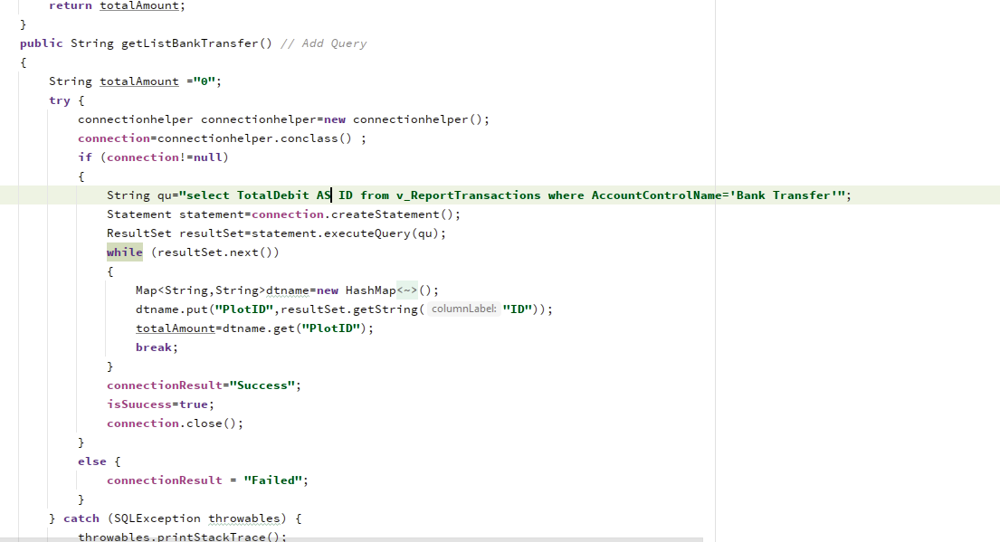 return totalAmount;
}
public String getListBankTransfer() // Add Query
{
String totalAmount ="0";
try {
connectionhelper connectionhelper=new connectionhelper();
connection=connectionhelper.conclass() ;
if (connection!=null)
{
String qu="select TotalDebit AS ID from v_ReportTransactions where AccountControlName='Bank Transfer'";
Statement statement=connection.createStatement();
ResultSet resultSet=statement.executeQuery(qu);
while (resultSet.next())
{
Map<String,String>dtname=new HashMap<~>();
dtname.put("PlotID",resultSet.getString( columnLabel: "ID"));
totalAmount=dtname.get("PlotID");
break;
}
connectionResult="Success";
isSuucess=true;
connection.close();
}
else {
connectionResult = "Failed";
}
} catch (SQLException throwables) {
throwables.printStackTrace();